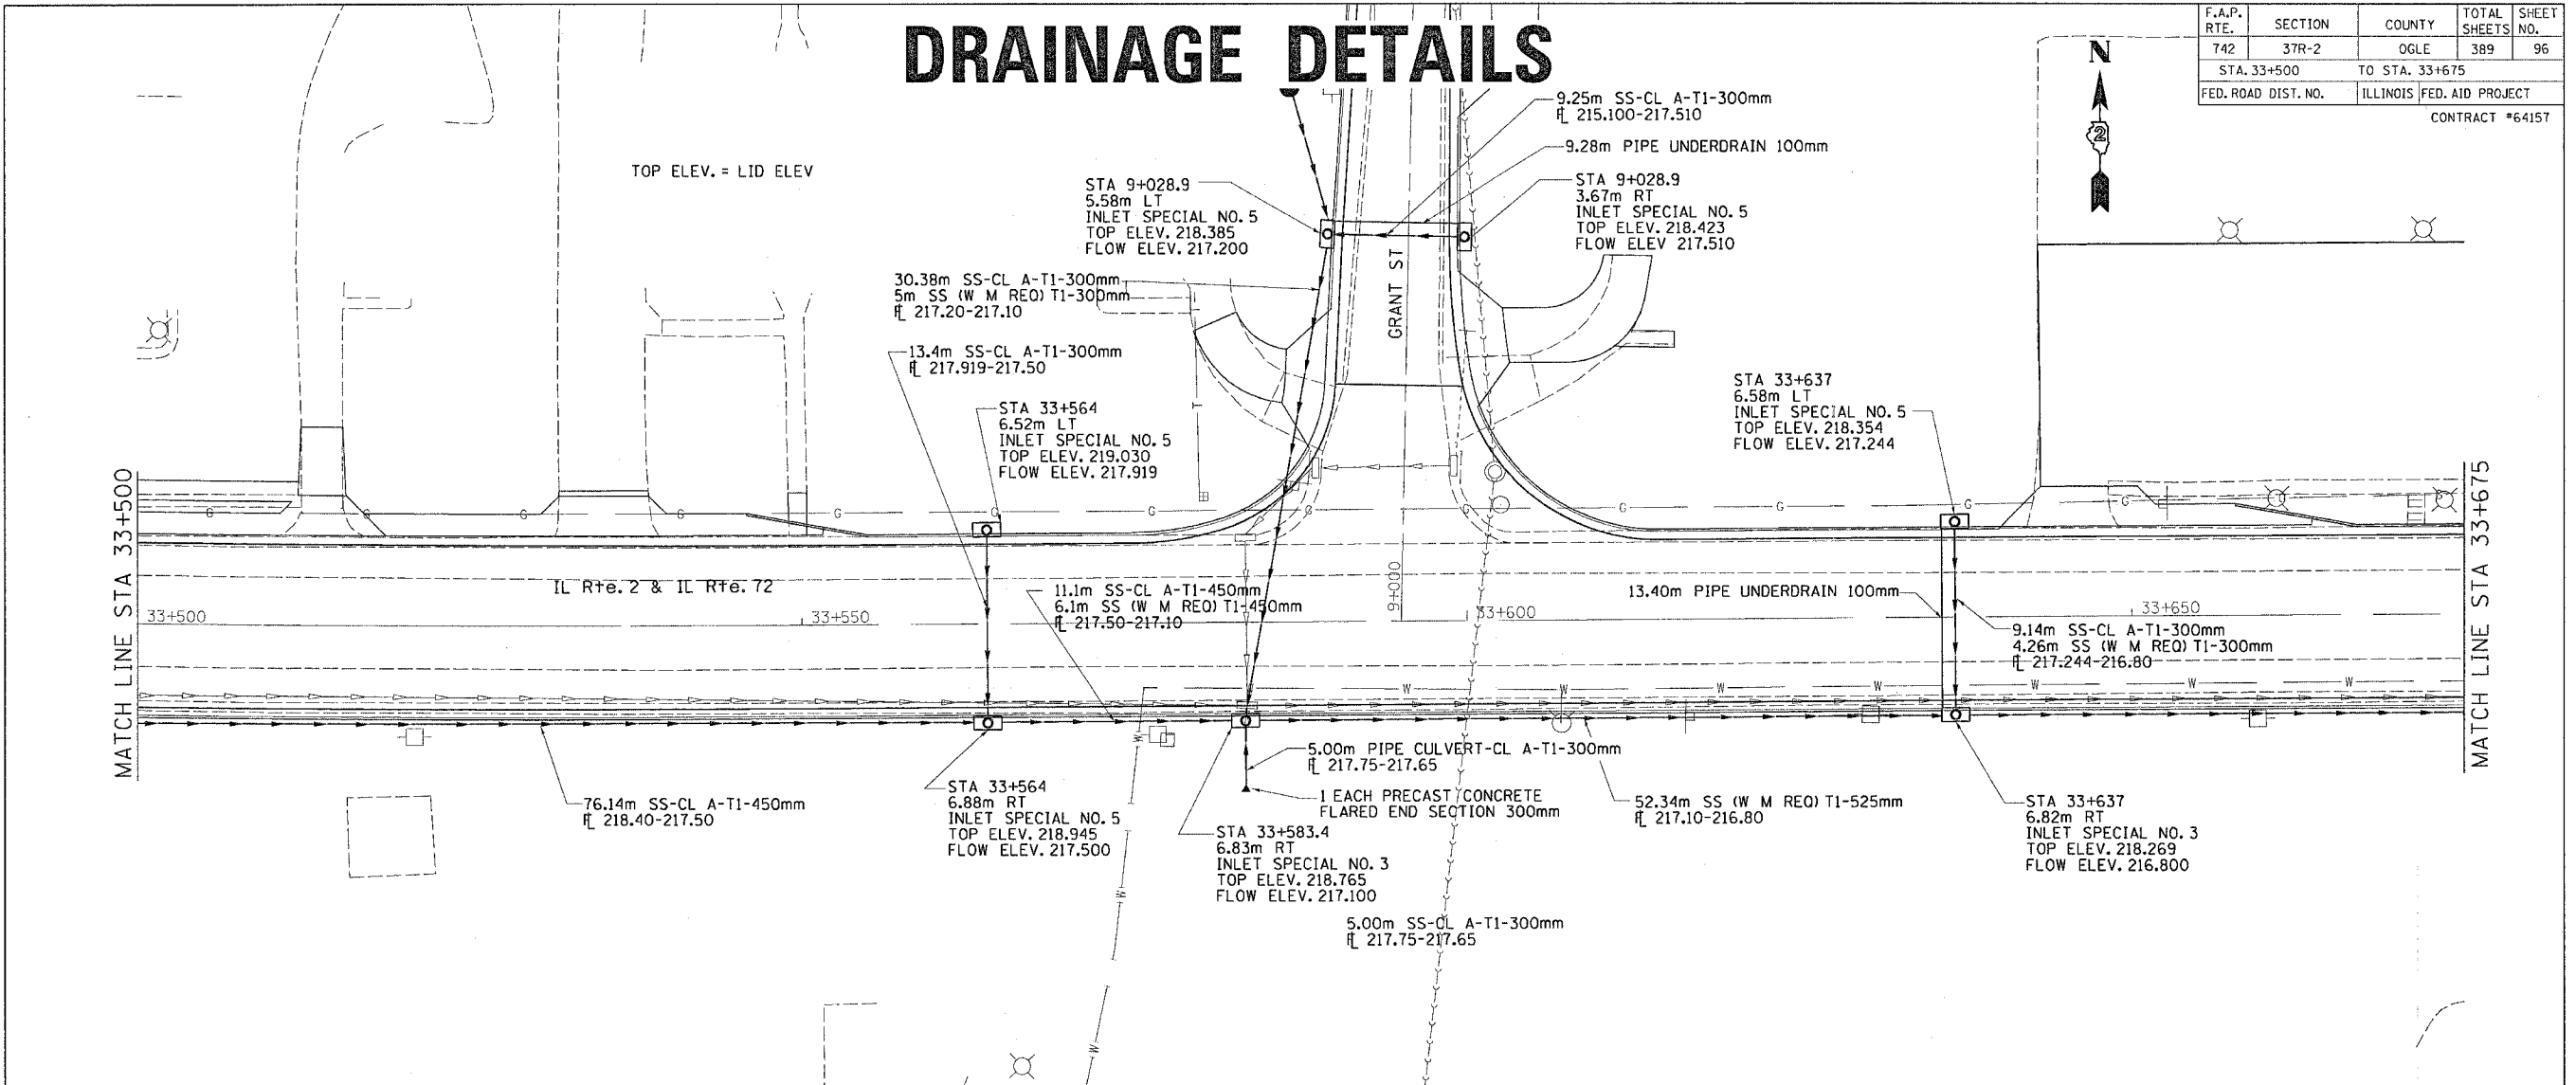 DRAINAGE DETAILS
F.A.P. RTE. SECTION COUNTY TOTAL SHEETS SHEET NO.
742 37R-2 OGLE 389 96
STA. 33+500 TO STA. 33+675
FED. ROAD DIST. NO. ILLINOIS FED. AID PROJECT
CONTRACT #64157
N
2
TOP ELEV. = LID ELEV
9.25m SS-CL A-T1-300mm
FL 215.100-217.510
9.28m PIPE UNDERDRAIN 100mm
STA 9+028.9
5.58m LT
INLET SPECIAL NO. 5
TOP ELEV. 218.385
FLOW ELEV. 217.200
STA 9+028.9
3.67m RT
INLET SPECIAL NO. 5
TOP ELEV. 218.423
FLOW ELEV 217.510
30.38m SS-CL A-T1-300mm
5m SS (W M REQ) T1-300mm
FL 217.20-217.10
GRANT ST
13.4m SS-CL A-T1-300mm
FL 217.919-217.50
STA 33+564
6.52m LT
INLET SPECIAL NO. 5
TOP ELEV. 219.030
FLOW ELEV. 217.919
STA 33+637
6.58m LT
INLET SPECIAL NO. 5
TOP ELEV. 218.354
FLOW ELEV. 217.244
MATCH LINE STA 33+500
MATCH LINE STA 33+675
G G G G G G G G G G G G G
T
IL Rte. 2 & IL Rte. 72
11.1m SS-CL A-T1-450mm
6.1m SS (W M REQ) T1-450mm
FL 217.50-217.10
9+000
13.40m PIPE UNDERDRAIN 100mm
33+500
33+550
33+600
33+650
9.14m SS-CL A-T1-300mm
4.26m SS (W M REQ) T1-300mm
FL 217.244-216.80
W W W W W W W W
W
5.00m PIPE CULVERT-CL A-T1-300mm
FL 217.75-217.65
1 EACH PRECAST CONCRETE
FLARED END SECTION 300mm
76.14m SS-CL A-T1-450mm
FL 218.40-217.50
STA 33+564
6.88m RT
INLET SPECIAL NO. 5
TOP ELEV. 218.945
FLOW ELEV. 217.500
52.34m SS (W M REQ) T1-525mm
FL 217.10-216.80
STA 33+637
6.82m RT
INLET SPECIAL NO. 3
TOP ELEV. 218.269
FLOW ELEV. 216.800
STA 33+583.4
6.83m RT
INLET SPECIAL NO. 3
TOP ELEV. 218.765
FLOW ELEV. 217.100
W
5.00m SS-CL A-T1-300mm
FL 217.75-217.65
W